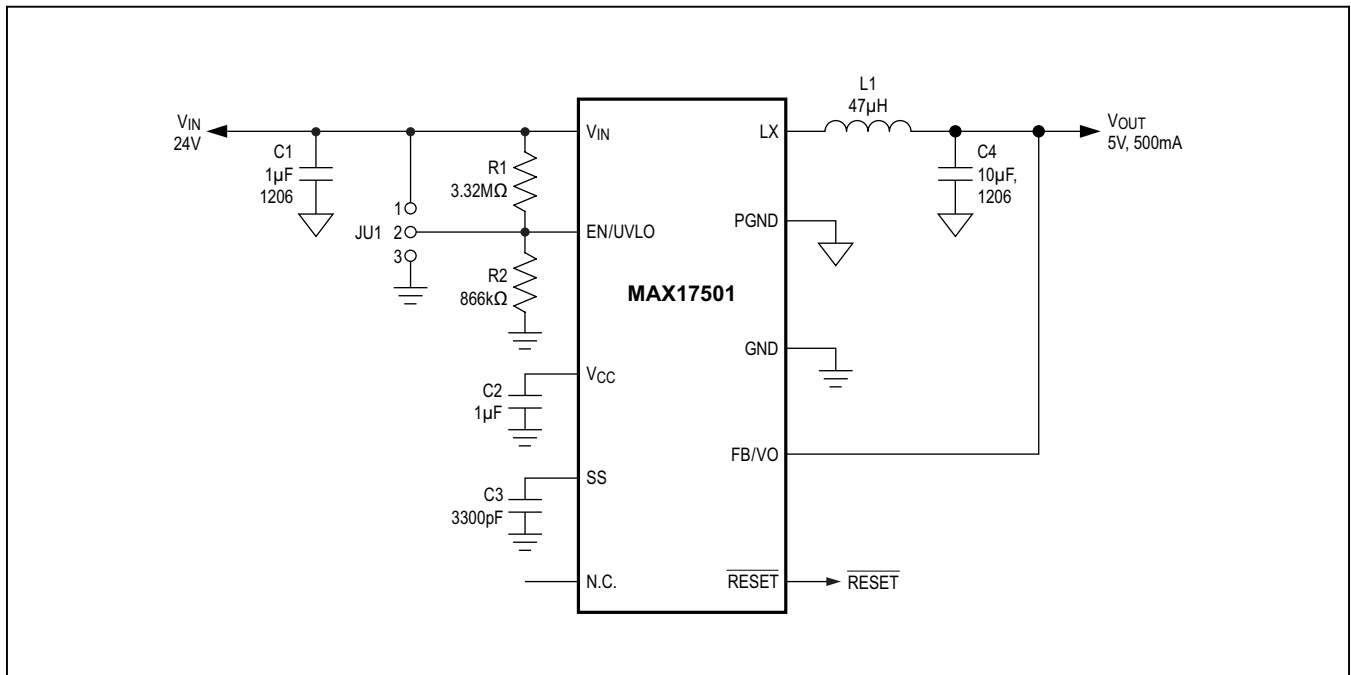 VIN
24V
C1
1µF
1206
JU1
1
2
3
R1
3.32MΩ
R2
866kΩ
C2
1µF
C3
3300pF
VIN
EN/UVLO
VCC
SS
N.C.
MAX17501
LX
PGND
GND
FB/VO
RESET
RESET
L1
47µH
C4
10µF,
1206
VOUT
5V, 500mA